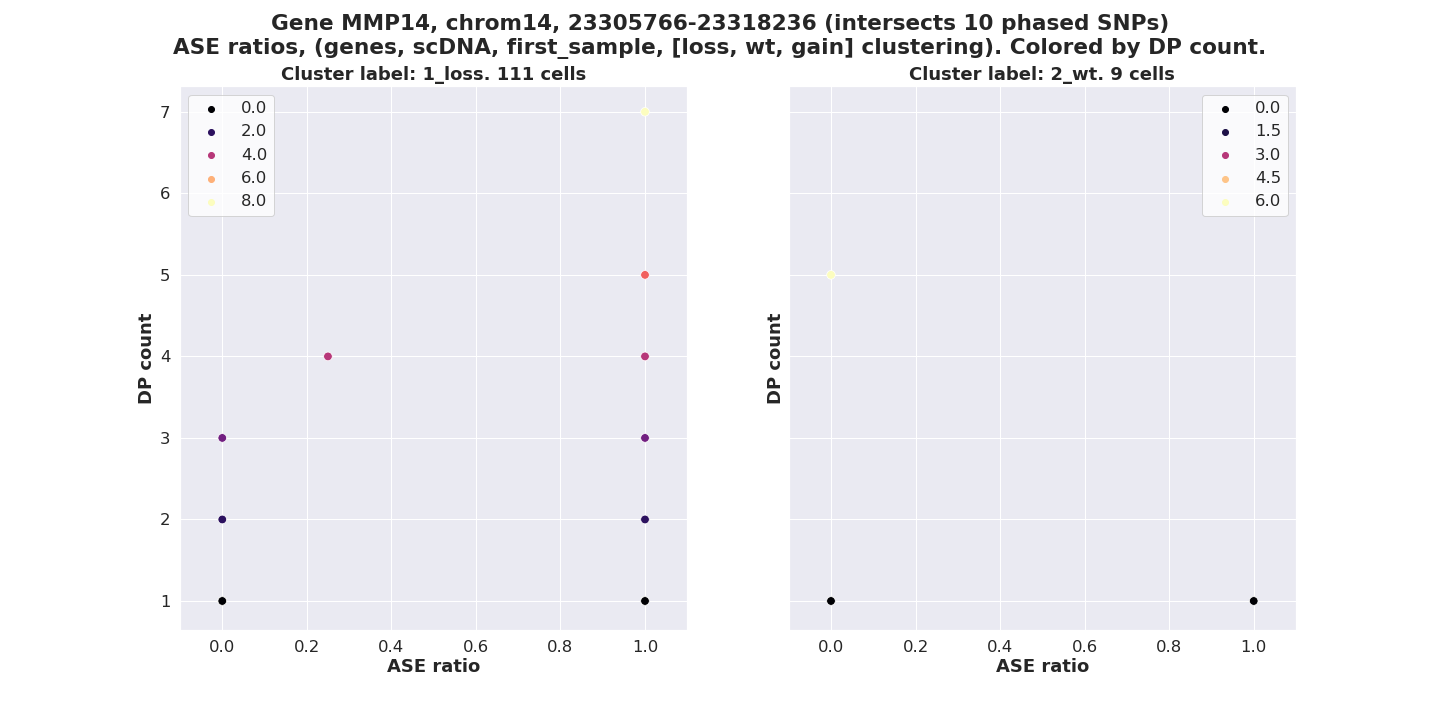 Gene MMP14, chrom14, 23305766-23318236 (intersects 10 phased SNPs)
ASE ratios, (genes, scDNA, first_sample, [loss, wt, gain] clustering). Colored by DP count.
Cluster label: 1_loss. 111 cells
DP count
7
6
5
4
3
2
1
0.0
2.0
4.0
6.0
8.0
0.0 0.2 0.4 0.6 0.8 1.0
ASE ratio
Cluster label: 2_wt. 9 cells
DP count
0.0
1.5
3.0
4.5
6.0
0.0 0.2 0.4 0.6 0.8 1.0
ASE ratio